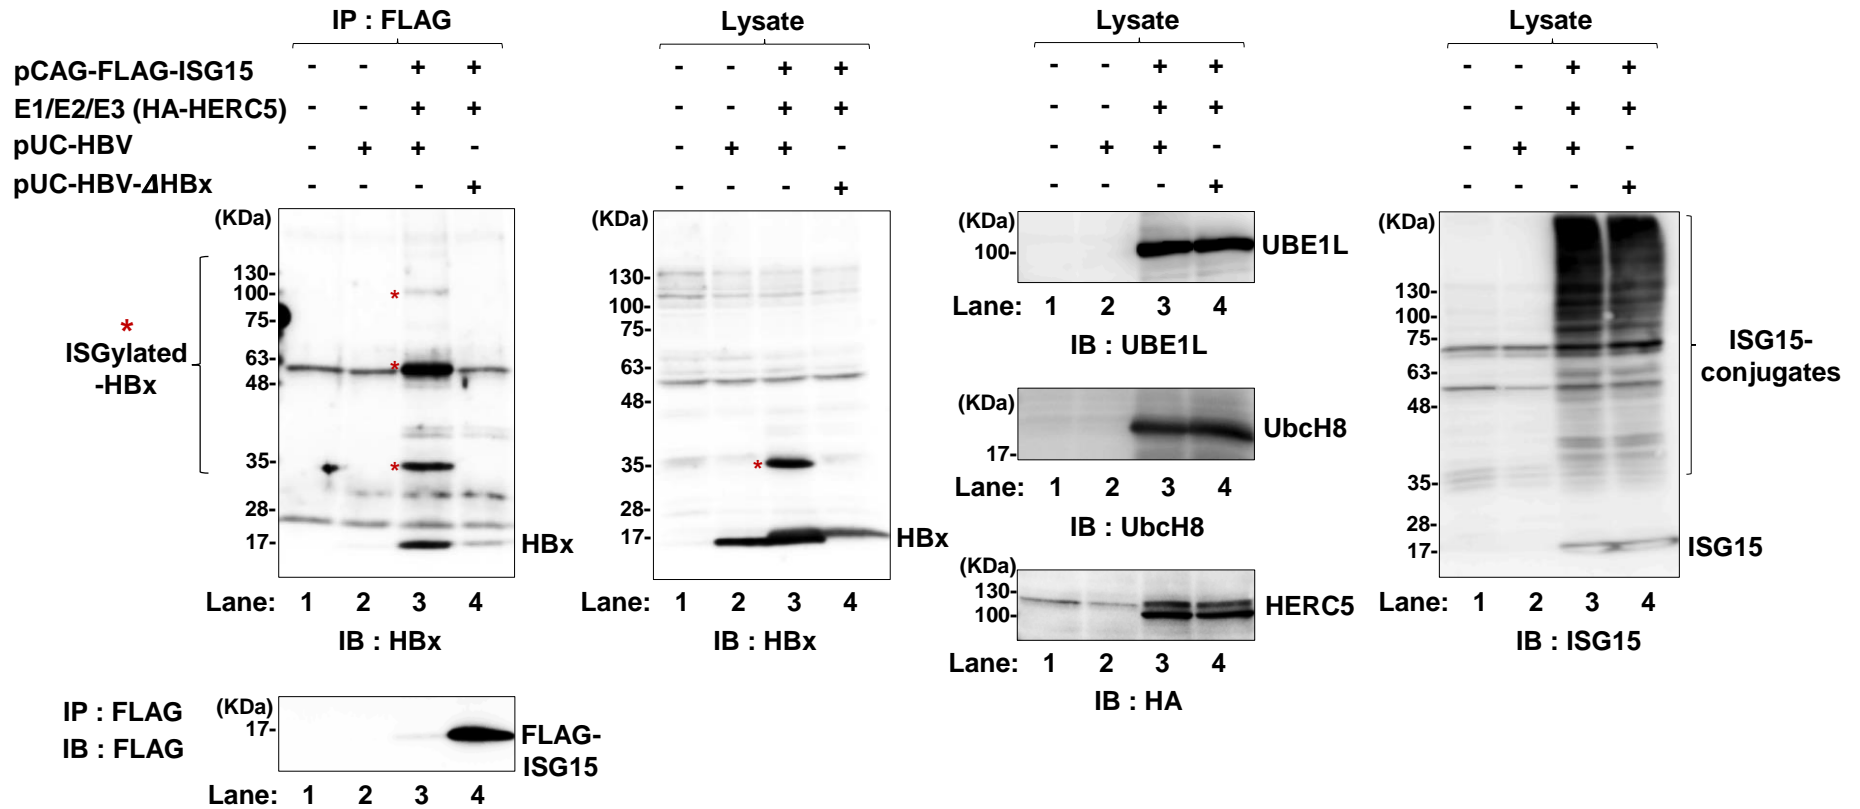 IP : FLAG
Lysate
Lysate
Lysate
pCAG-FLAG-ISG15 - - + + - - + + - - + + - - + +
E1/E2/E3 (HA-HERC5) - - + + - - + + - - + + - - + +
pUC-HBV - + + - - + + - - + + - - + + -
pUC-HBV-ΔHBx - - - + - - - + - - - + - - - +
(KDa)
130-
100-
75-
63-
48-
35-
28-
17-
*
ISGylated
-HBx
*
*
*
HBx
Lane: 1 2 3 4
IB : HBx
IP : FLAG
IB : FLAG
(KDa)
17-
FLAG-
ISG15
Lane: 1 2 3 4
(KDa)
130-
100-
75-
63-
48-
35-
28-
17-
*
HBx
Lane: 1 2 3 4
IB : HBx
(KDa)
100-
UBE1L
Lane: 1 2 3 4
IB : UBE1L
(KDa)
17-
UbcH8
Lane: 1 2 3 4
IB : UbcH8
(KDa)
130-
100-
HERC5
Lane: 1 2 3 4
IB : HA
(KDa)
130-
100-
75-
63-
48-
35-
28-
17-
ISG15-
conjugates
ISG15
Lane: 1 2 3 4
IB : ISG15